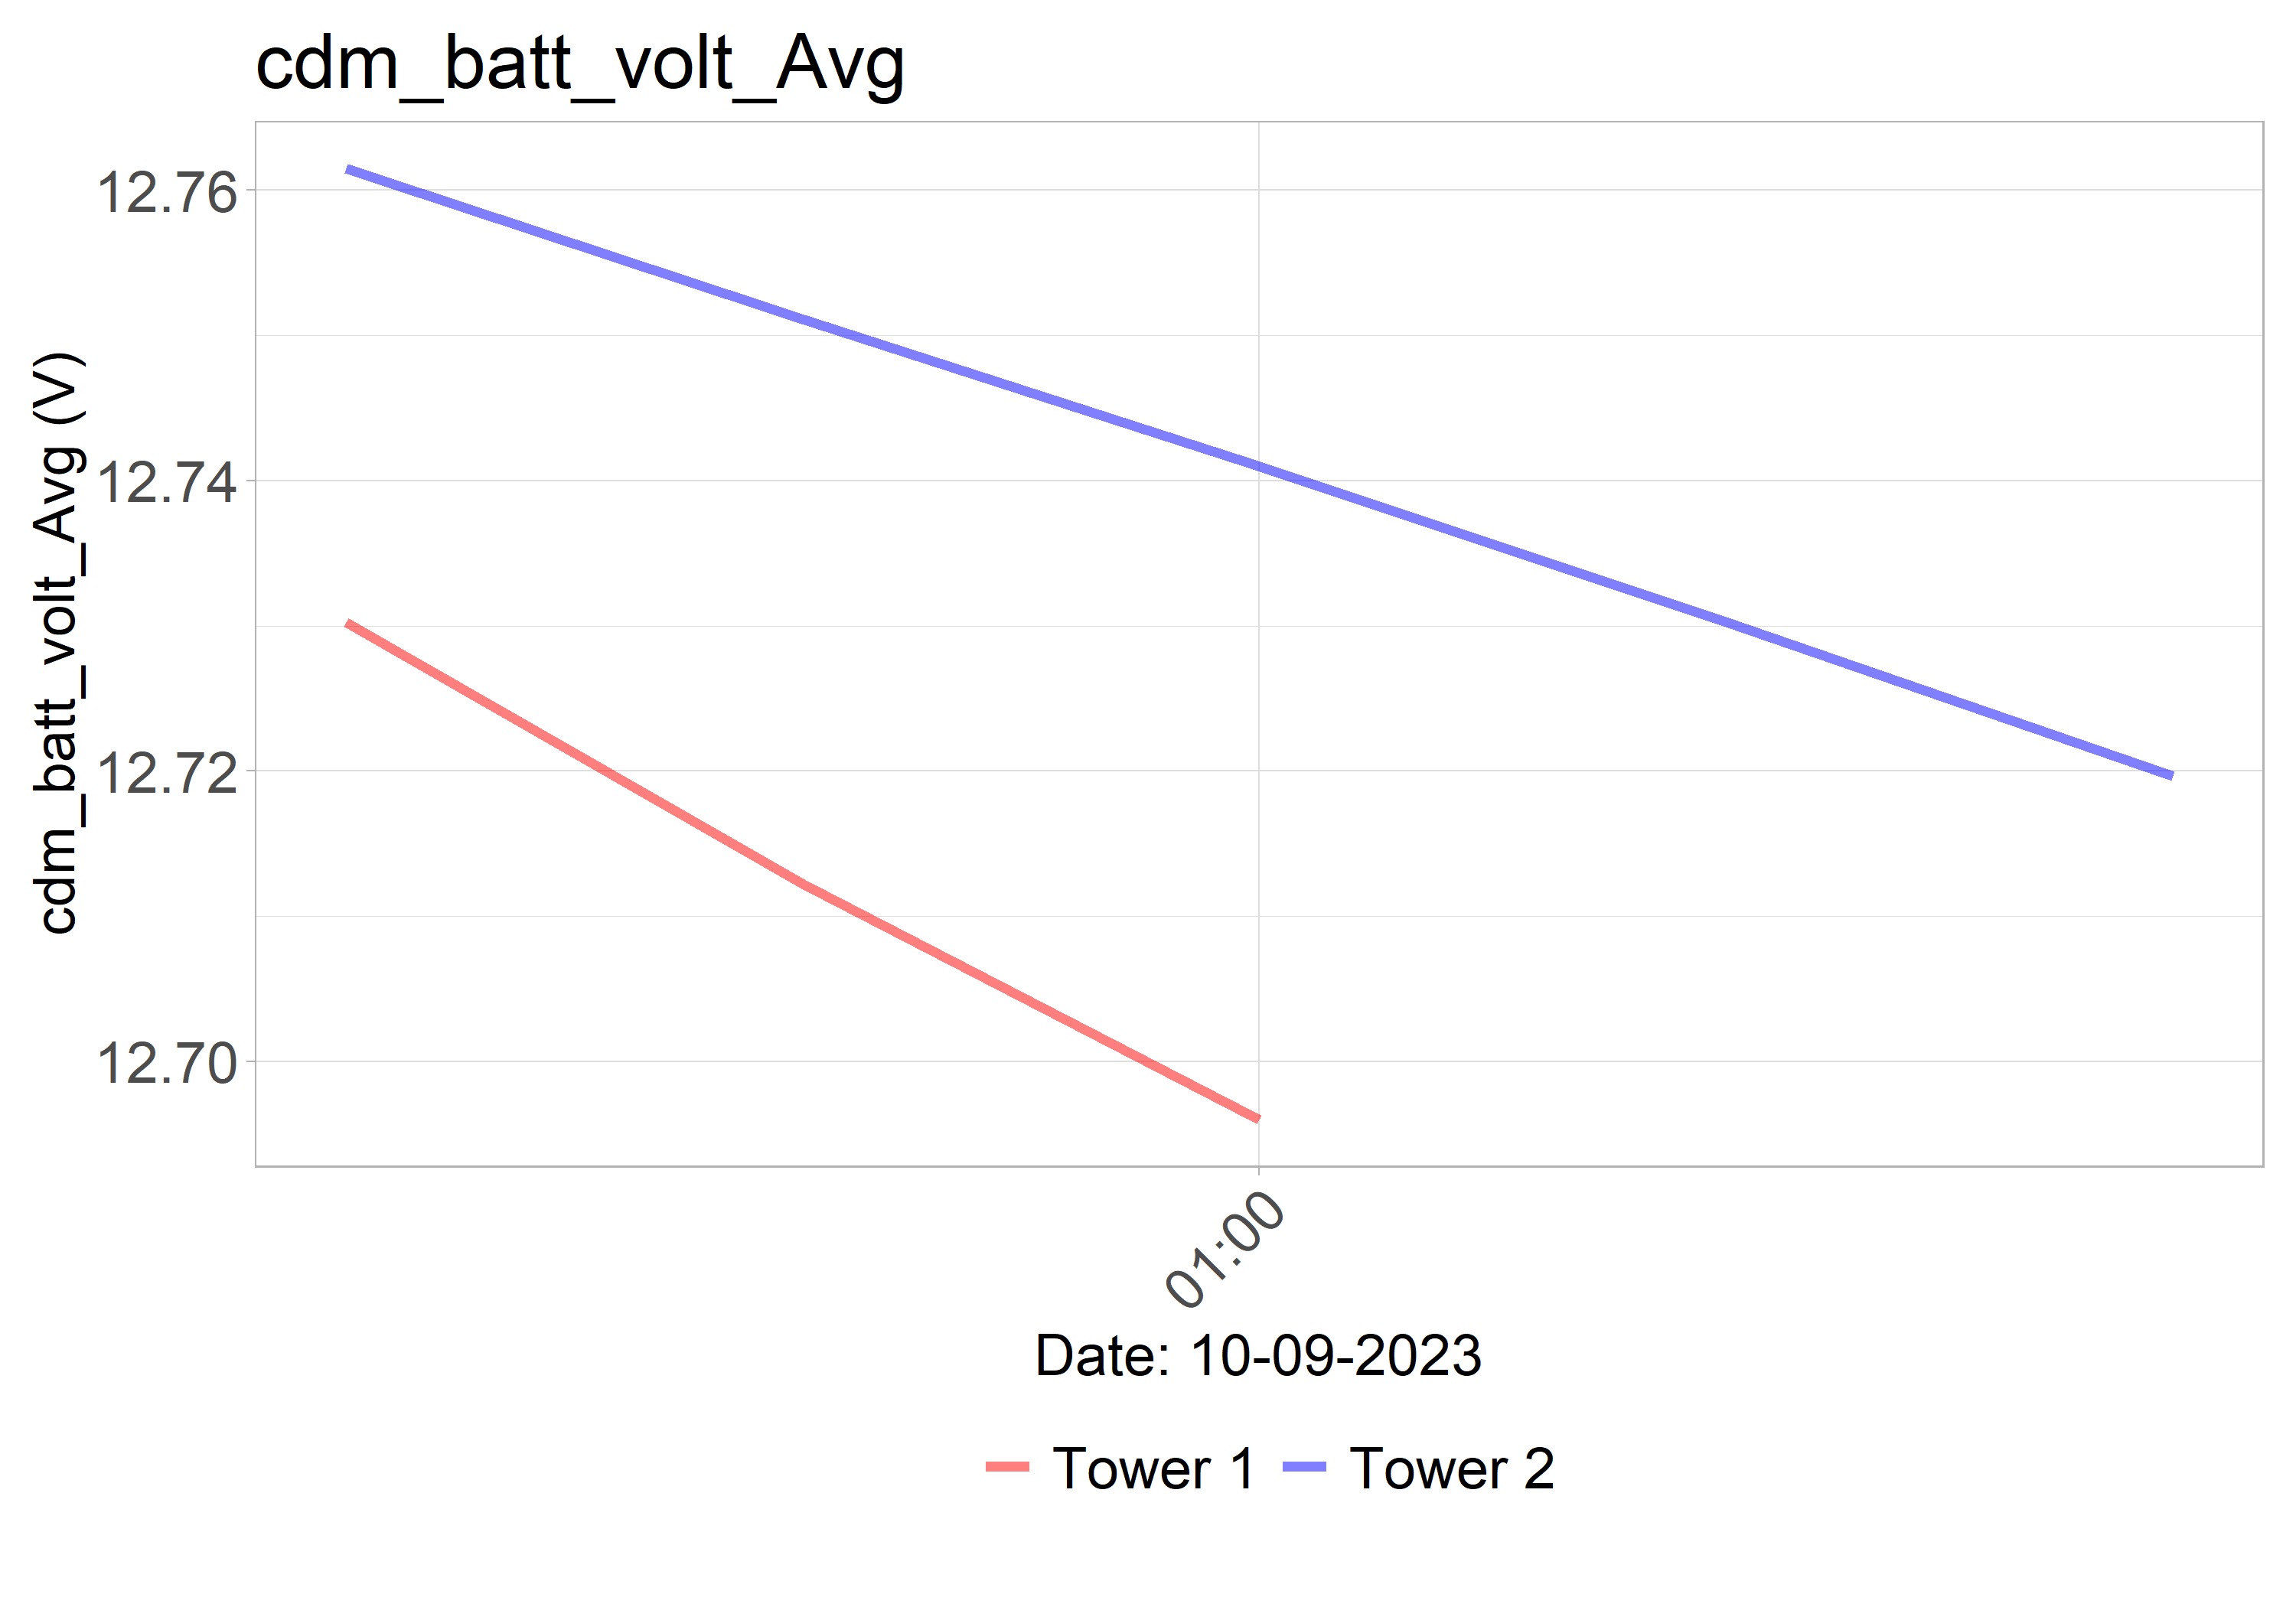 cdm_batt_volt_Avg
cdm_batt_volt_Avg (V)
12.76
12.74
12.72
12.70
01:00
Date: 10-09-2023
Tower 1 Tower 2